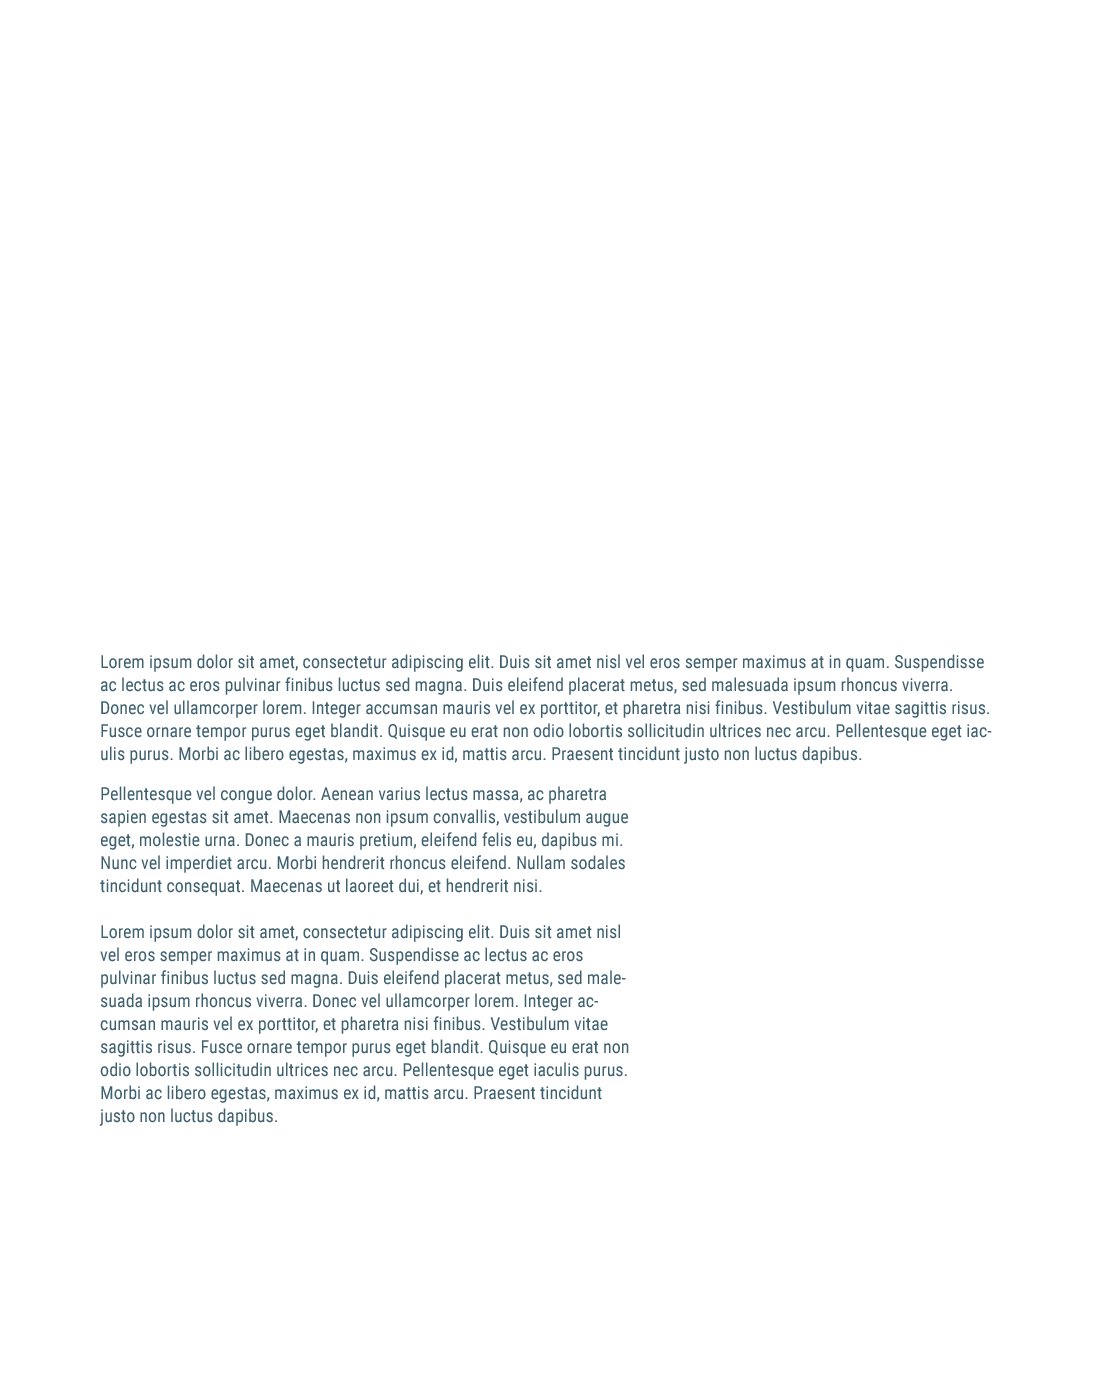 Lorem ipsum dolor sit amet, consectetur adipiscing elit. Duis sit amet nisl vel eros semper maximus at in quam. Suspendisse
ac lectus ac eros pulvinar finibus luctus sed magna. Duis eleifend placerat metus, sed malesuada ipsum rhoncus viverra.
Donec vel ullamcorper lorem. Integer accumsan mauris vel ex porttitor, et pharetra nisi finibus. Vestibulum vitae sagittis risus.
Fusce ornare tempor purus eget blandit. Quisque eu erat non odio lobortis sollicitudin ultrices nec arcu. Pellentesque eget iac-
ulis purus. Morbi ac libero egestas, maximus ex id, mattis arcu. Praesent tincidunt justo non luctus dapibus.
Pellentesque vel congue dolor. Aenean varius lectus massa, ac pharetra
sapien egestas sit amet. Maecenas non ipsum convallis, vestibulum augue
eget, molestie urna. Donec a mauris pretium, eleifend felis eu, dapibus mi.
Nunc vel imperdiet arcu. Morbi hendrerit rhoncus eleifend. Nullam sodales
tincidunt consequat. Maecenas ut laoreet dui, et hendrerit nisi.
Lorem ipsum dolor sit amet, consectetur adipiscing elit. Duis sit amet nisl
vel eros semper maximus at in quam. Suspendisse ac lectus ac eros
pulvinar finibus luctus sed magna. Duis eleifend placerat metus, sed male-
suada ipsum rhoncus viverra. Donec vel ullamcorper lorem. Integer ac-
cumsan mauris vel ex porttitor, et pharetra nisi finibus. Vestibulum vitae
sagittis risus. Fusce ornare tempor purus eget blandit. Quisque eu erat non
odio lobortis sollicitudin ultrices nec arcu. Pellentesque eget iaculis purus.
Morbi ac libero egestas, maximus ex id, mattis arcu. Praesent tincidunt
justo non luctus dapibus.